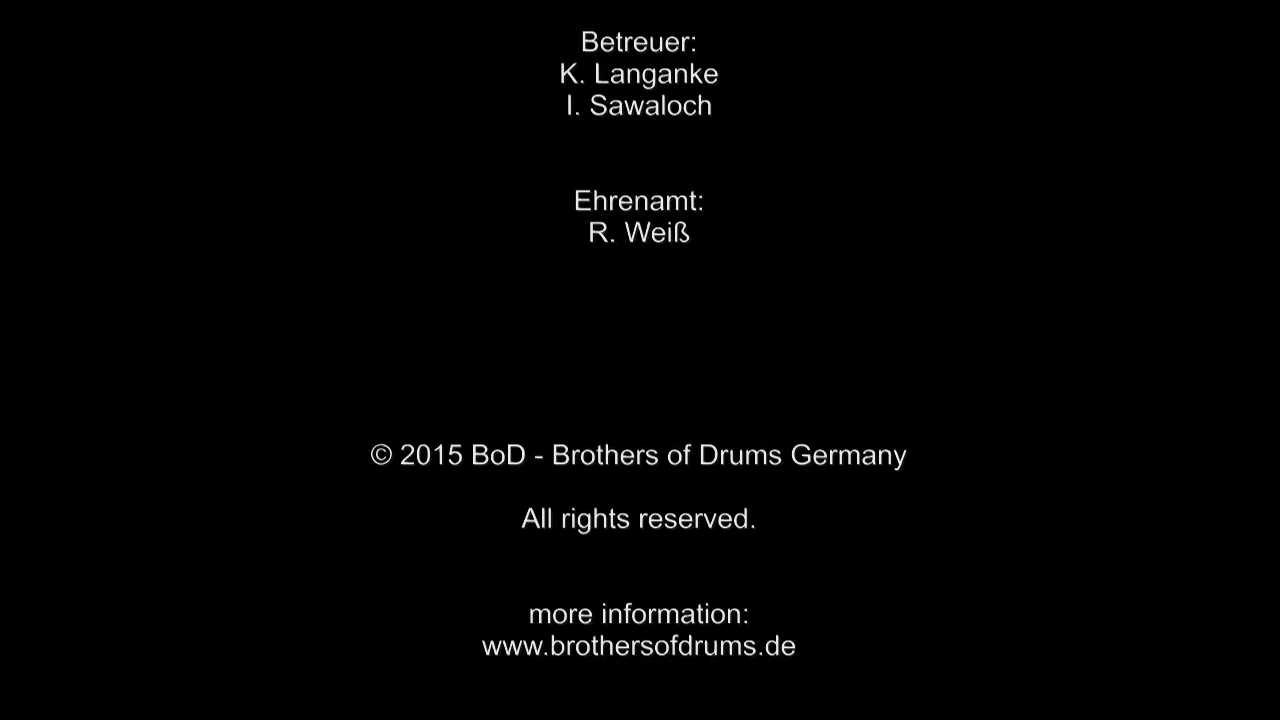 Betreuer:
K. Langanke
I. Sawaloch
Ehrenamt:
R. Weiß
© 2015 BoD - Brothers of Drums Germany
All rights reserved.
more information:
www.brothersofdrums.de